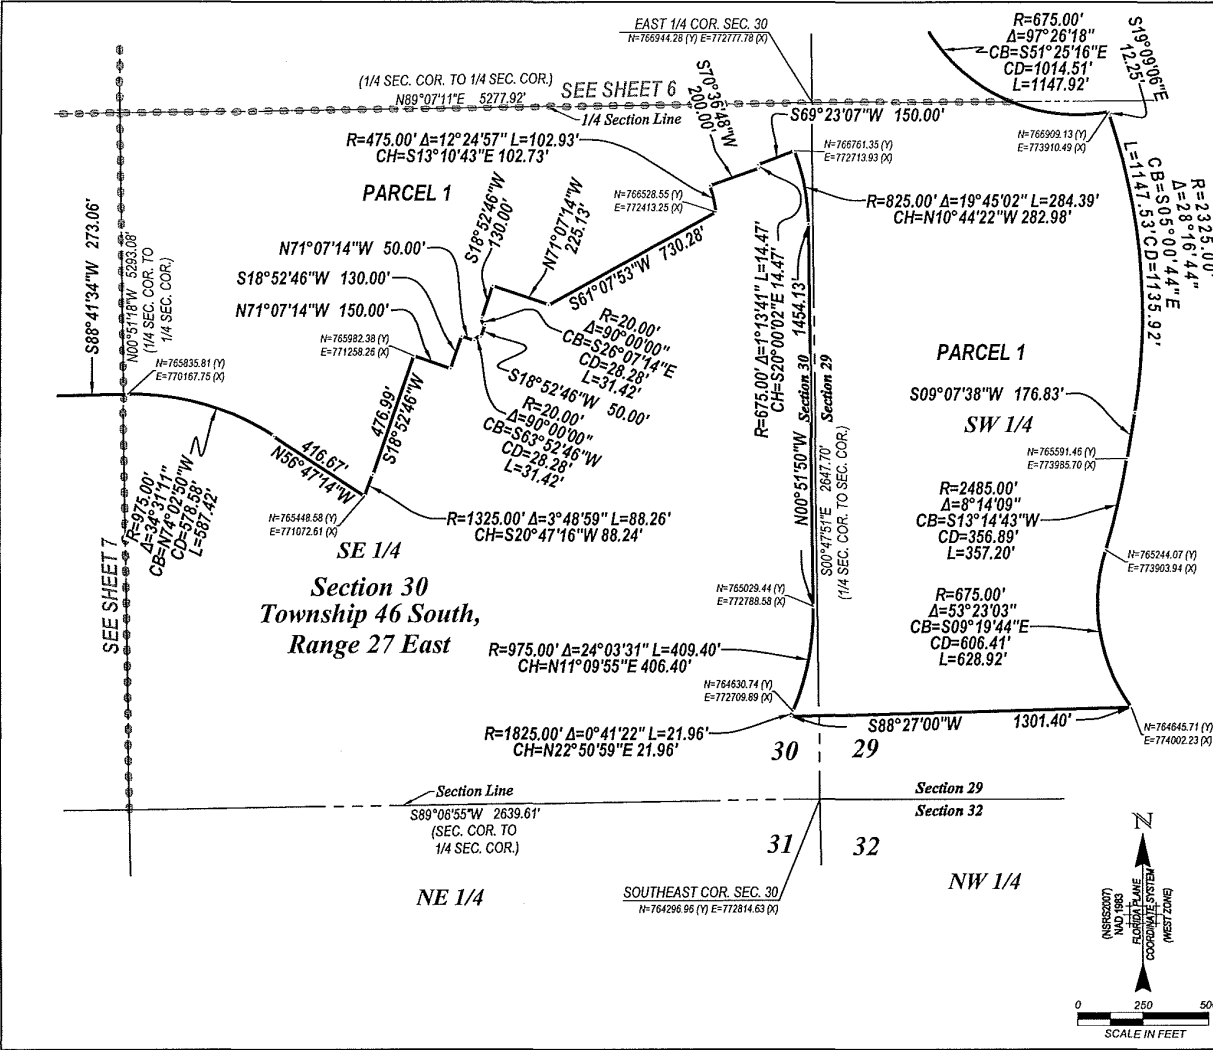 EAST 1/4 COR. SEC. 30
N=766944.28 (Y) E=772777.78 (X)
R=675.00'
Δ=97°26'18"
CB=S51°25'16"E
CD=1014.51'
L=1147.92'
S19°09'06"E
12.25'
(1/4 SEC. COR. TO 1/4 SEC. COR.)
N89°07'11"E 5277.92'
SEE SHEET 6
1/4 Section Line
S70°36'48"W
200.00'
S69°23'07"W 150.00'
R=475.00' Δ=12°24'57" L=102.93'
CH=S13°10'43"E 102.73'
N=766761.35 (Y)
E=772713.93 (X)
N=766909.13 (Y)
E=773910.49 (X)
PARCEL 1
N=766528.55 (Y)
E=772413.25 (X)
R=825.00' Δ=19°45'02" L=284.39'
CH=N10°44'22"W 282.98'
R=2325.00'
Δ=28°16'44"
CB=S05°00'44"E
L=1147.53'CD=1135.92'
S88°41'34"W 273.06'
N00°51'18"W 5293.08'
(1/4 SEC. COR. TO
1/4 SEC. COR.)
S18°52'46"W
130.00'
N71°07'14"W
225.13'
N71°07'14"W 50.00'
S18°52'46"W 130.00'
N71°07'14"W 150.00'
S61°07'53"W 730.28'
R=675.00' Δ=1°13'41" L=14.47'
CH=S20°00'02"E 14.47'
1454.13'
N00°51'50"W
Section 30
Section 29
S00°47'51"E 2647.70'
(1/4 SEC. COR. TO SEC. COR.)
R=20.00'
Δ=90°00'00"
CB=S26°07'14"E
CD=28.28'
L=31.42'
N=765982.38 (Y)
E=771258.26 (X)
N=765835.81 (Y)
E=770167.75 (X)
PARCEL 1
S18°52'46"W 50.00'
R=20.00'
Δ=90°00'00"
CB=S63°52'46"W
CD=28.28'
L=31.42'
S09°07'38"W 176.83'
SW 1/4
476.99'
S18°52'46"W
416.67'
N56°47'14"W
N=765591.46 (Y)
E=773985.70 (X)
R=975.00'
Δ=34°31'11"
CB=N74°02'50"W
CD=578.58'
L=587.42'
R=2485.00'
Δ=8°14'09"
CB=S13°14'43"W
CD=356.89'
L=357.20'
N=765448.58 (Y)
E=771072.61 (X)
R=1325.00' Δ=3°48'59" L=88.26'
CH=S20°47'16"W 88.24'
SE 1/4
N=765244.07 (Y)
E=773903.94 (X)
SEE SHEET 7
Section 30
Township 46 South,
Range 27 East
N=765029.44 (Y)
E=772788.58 (X)
R=675.00'
Δ=53°23'03"
CB=S09°19'44"E
CD=606.41'
L=628.92'
R=975.00' Δ=24°03'31" L=409.40'
CH=N11°09'55"E 406.40'
N=764630.74 (Y)
E=772709.89 (X)
S88°27'00"W 1301.40'
N=764645.71 (Y)
E=774002.23 (X)
R=1825.00' Δ=0°41'22" L=21.96'
CH=N22°50'59"E 21.96'
30 29
Section Line
S89°06'55"W 2639.61'
(SEC. COR. TO
1/4 SEC. COR.)
Section 29
Section 32
31 32
NE 1/4
NW 1/4
SOUTHEAST COR. SEC. 30
N=764296.96 (Y) E=772814.63 (X)
N
(NSRS2007)
NAD 1983
FLORIDA PLANE
COORDINATE SYSTEM
(WEST ZONE)
0 250 50
SCALE IN FEET